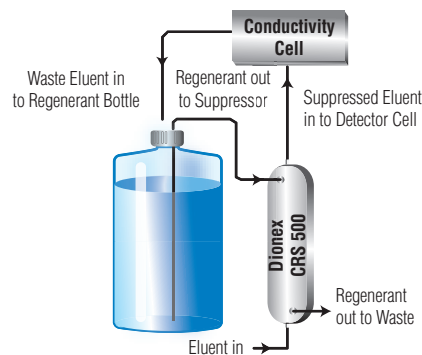 Conductivity
Cell
Waste Eluent in
to Regenerant Bottle
Regenerant out
to Suppressor
Suppressed Eluent
in to Detector Cell
Dionex
CRS 500
Regenerant
out to Waste
Eluent in